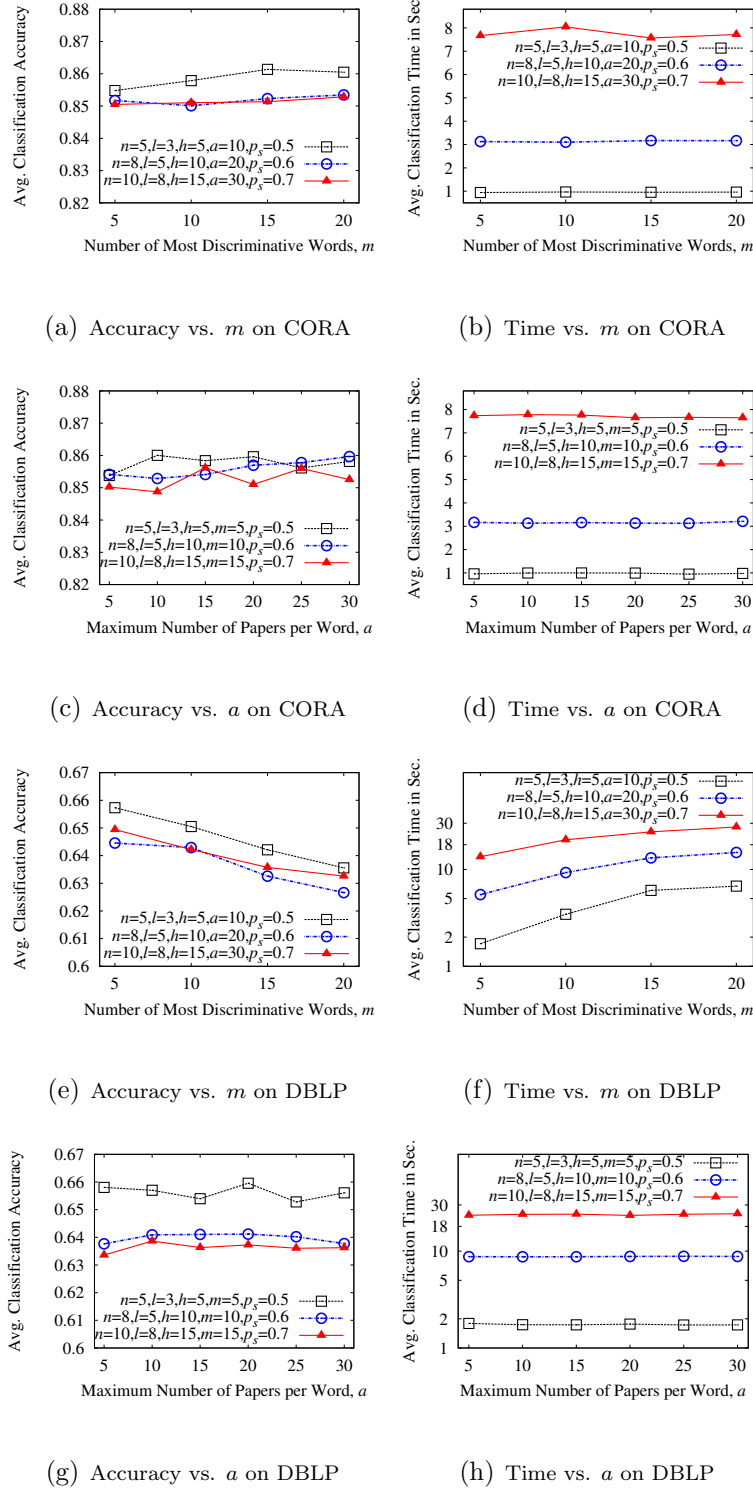 Avg. Classification Accuracy
0.88
0.87
0.86
0.85
0.84
0.83
0.82
n=5,l=3,h=5,a=10,pₛ=0.5
n=8,l=5,h=10,a=20,pₛ=0.6
n=10,l=8,h=15,a=30,pₛ=0.7
5 10 15 20
Number of Most Discriminative Words, m
(a) Accuracy vs. m on CORA
Avg. Classification Time in Sec.
8
7
6
5
4
3
2
1
n=5,l=3,h=5,a=10,pₛ=0.5
n=8,l=5,h=10,a=20,pₛ=0.6
n=10,l=8,h=15,a=30,pₛ=0.7
5 10 15 20
Number of Most Discriminative Words, m
(b) Time vs. m on CORA
Avg. Classification Accuracy
0.88
0.87
0.86
0.85
0.84
0.83
0.82
n=5,l=3,h=5,m=5,pₛ=0.5
n=8,l=5,h=10,m=10,pₛ=0.6
n=10,l=8,h=15,m=15,pₛ=0.7
5 10 15 20 25 30
Maximum Number of Papers per Word, a
(c) Accuracy vs. a on CORA
Avg. Classification Time in Sec.
8
7
6
5
4
3
2
1
n=5,l=3,h=5,m=5,pₛ=0.5
n=8,l=5,h=10,m=10,pₛ=0.6
n=10,l=8,h=15,m=15,pₛ=0.7
5 10 15 20 25 30
Maximum Number of Papers per Word, a
(d) Time vs. a on CORA
Avg. Classification Accuracy
0.67
0.66
0.65
0.64
0.63
0.62
0.61
0.6
n=5,l=3,h=5,a=10,pₛ=0.5
n=8,l=5,h=10,a=20,pₛ=0.6
n=10,l=8,h=15,a=30,pₛ=0.7
5 10 15 20
Number of Most Discriminative Words, m
(e) Accuracy vs. m on DBLP
Avg. Classification Time in Sec.
30
18
10
5
2
1
n=5,l=3,h=5,a=10,pₛ=0.5
n=8,l=5,h=10,a=20,pₛ=0.6
n=10,l=8,h=15,a=30,pₛ=0.7
5 10 15 20
Number of Most Discriminative Words, m
(f) Time vs. m on DBLP
Avg. Classification Accuracy
0.67
0.66
0.65
0.64
0.63
0.62
0.61
0.6
n=5,l=3,h=5,m=5,pₛ=0.5
n=8,l=5,h=10,m=10,pₛ=0.6
n=10,l=8,h=15,m=15,pₛ=0.7
5 10 15 20 25 30
Maximum Number of Papers per Word, a
(g) Accuracy vs. a on DBLP
Avg. Classification Time in Sec.
30
18
10
5
2
1
n=5,l=3,h=5,m=5,pₛ=0.5
n=8,l=5,h=10,m=10,pₛ=0.6
n=10,l=8,h=15,m=15,pₛ=0.7
5 10 15 20 25 30
Maximum Number of Papers per Word, a
(h) Time vs. a on DBLP